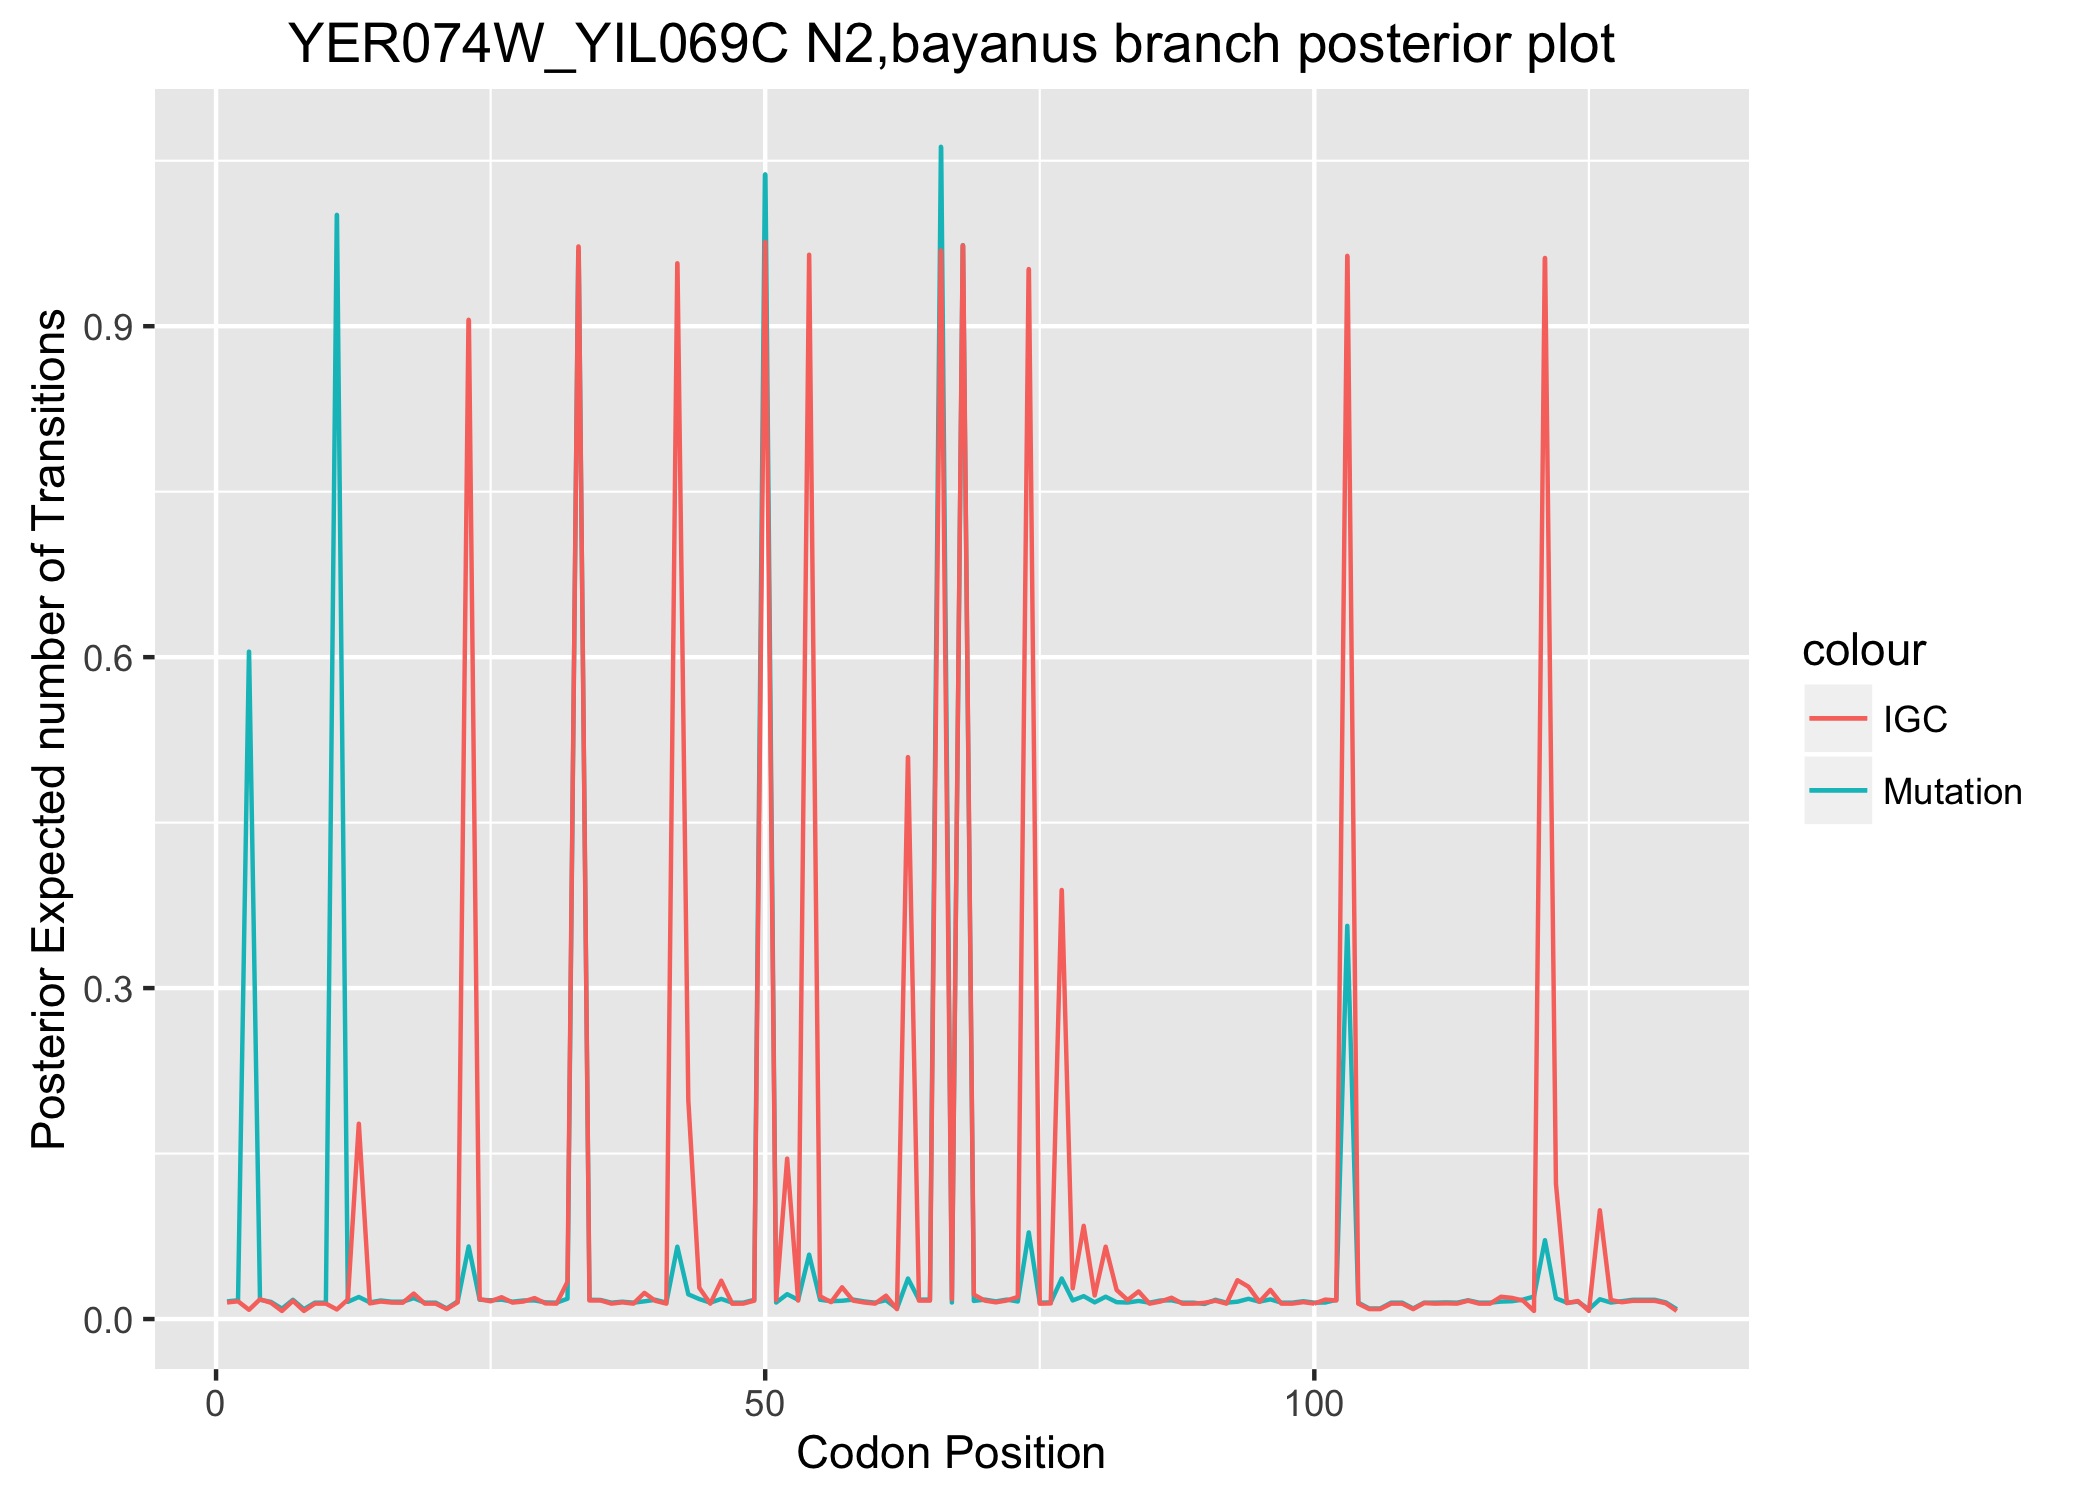 YER074W_YIL069C N2,bayanus branch posterior plot
Posterior Expected number of Transitions
0.9
0.6
0.3
0.0
0
50
100
Codon Position
colour
IGC
Mutation